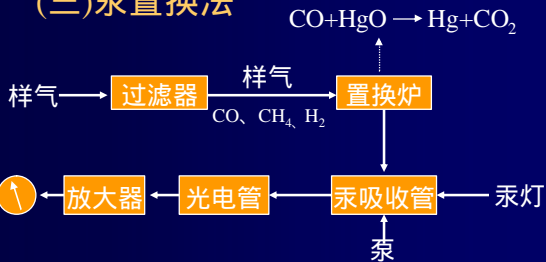 (三)汞置换法
CO+HgO → Hg+CO₂
样气 过滤器 样气 置换炉
CO、CH₄、H₂
放大器 光电管 汞吸收管 汞灯
泵